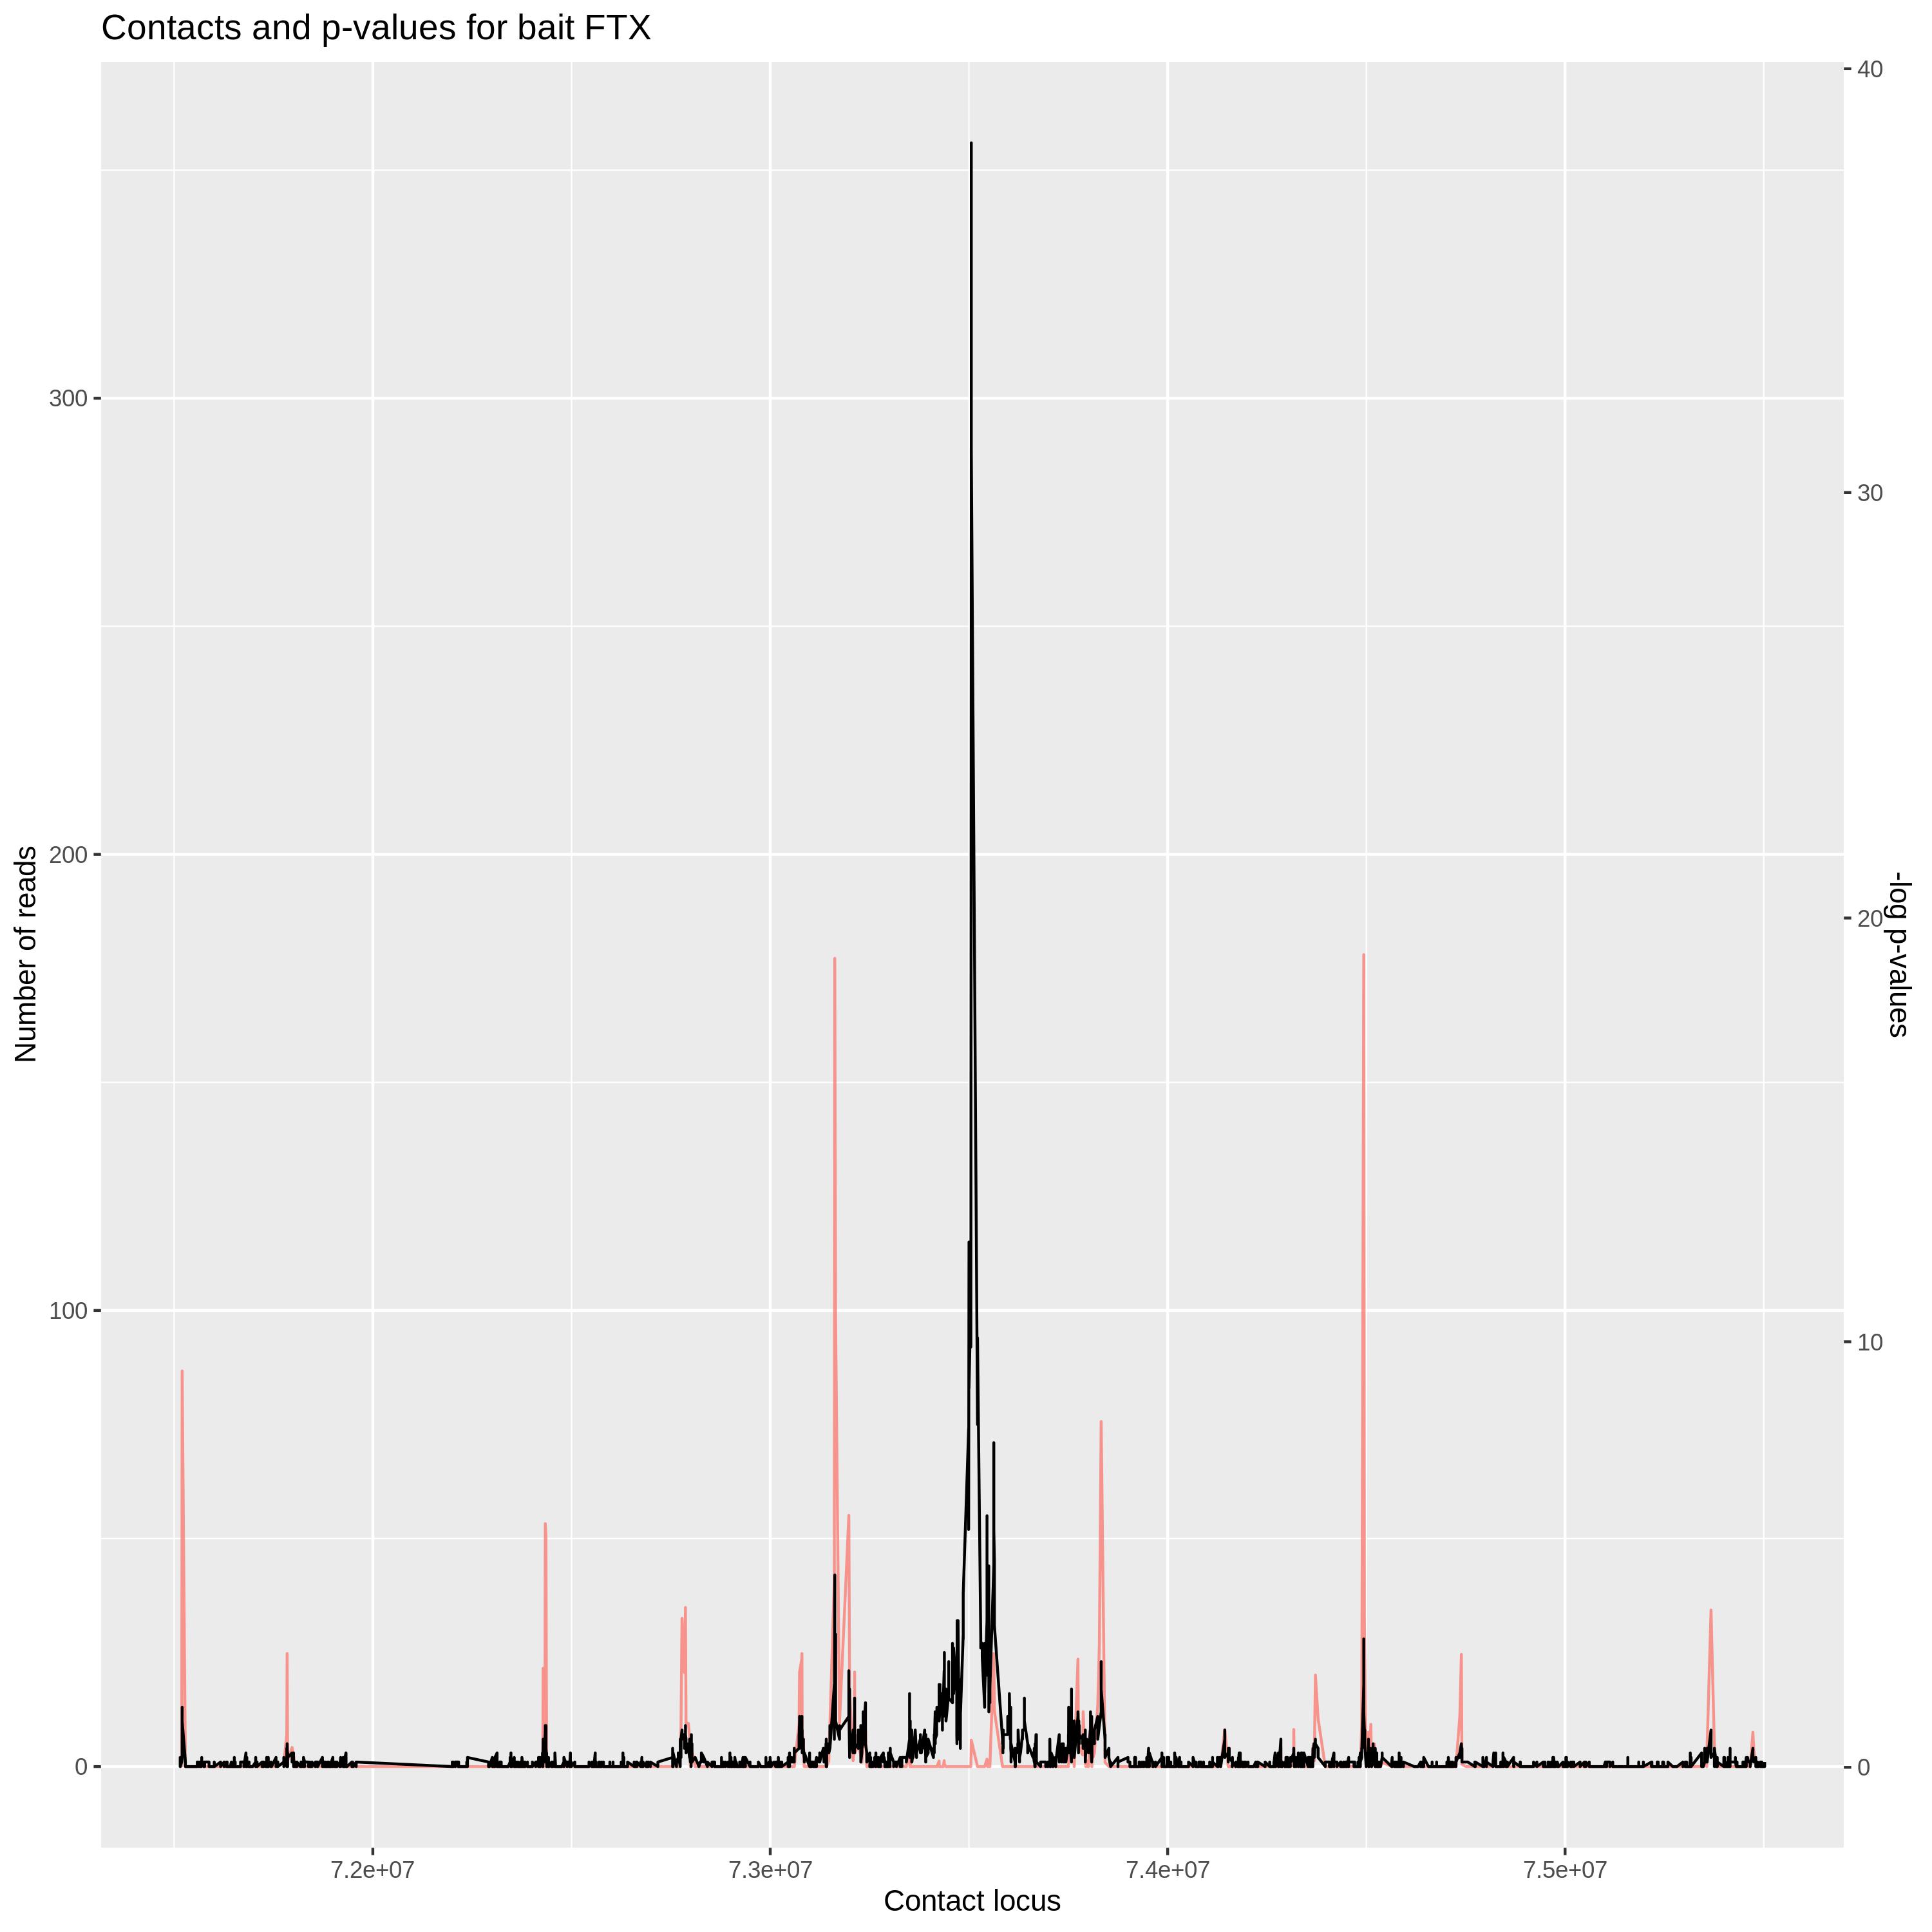 Contacts and p-values for bait FTX
40
300
30
200
20
100
10
0
0
Number of reads
-log p-values
7.2e+07
7.3e+07
7.4e+07
7.5e+07
Contact locus